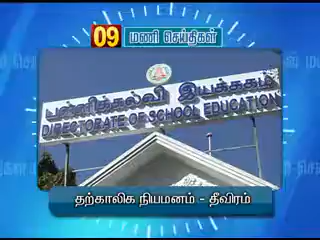 09 மணி செய்திகள்
பள்ளிக்கல்வி இயக்ககம்
DIRECTORATE OF SCHOOL EDUCATION
தற்காலிக நியமனம் - தீவிரம்